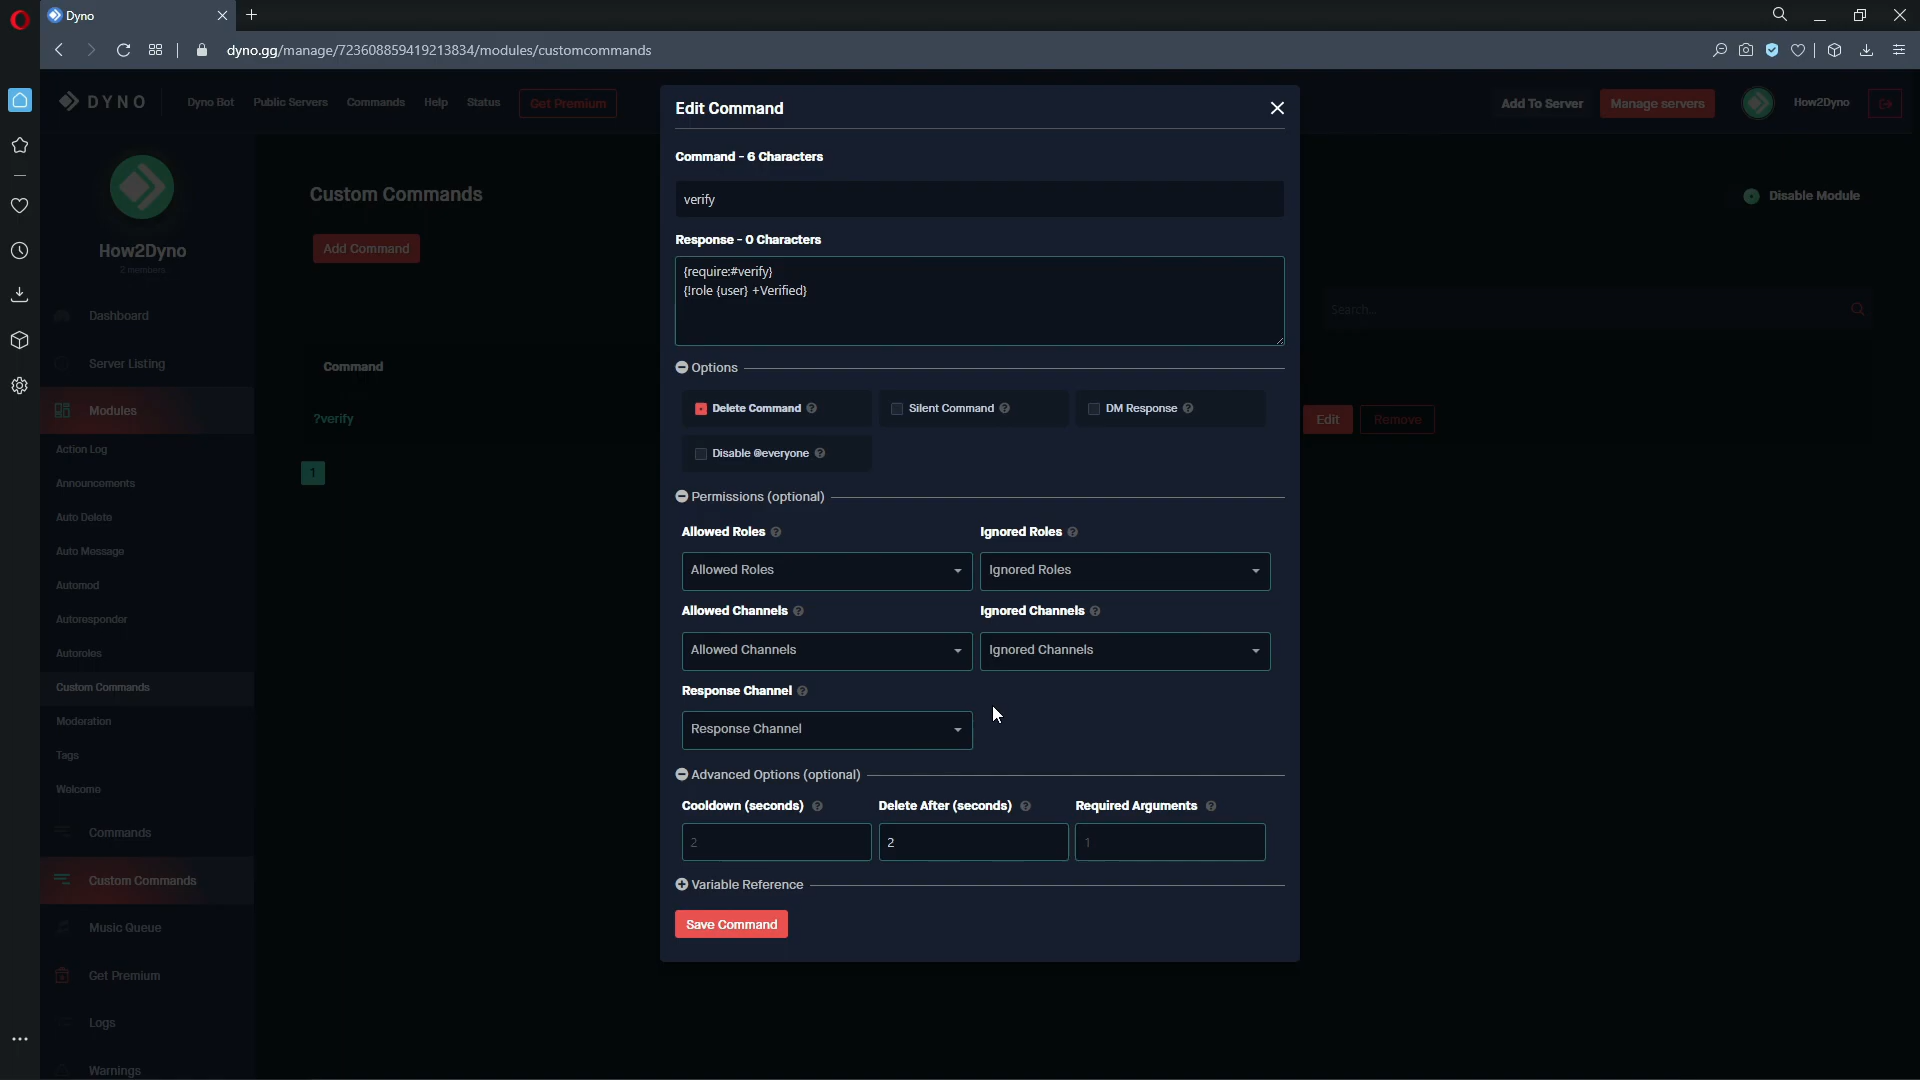 Dyno
dyno.gg/manage/723608859419213834/modules/customcommands
DYNO
Dyno Bot
Public Servers
Commands
Help
Status
Get Premium
Add To Server
Manage servers
How2Dyno
How2Dyno
2 members
Dashboard
Server Listing
Modules
Action Log
Announcements
Auto Delete
Auto Message
Automod
Autoresponder
Autoroles
Custom Commands
Moderation
Tags
Welcome
Commands
Custom Commands
Music Queue
Get Premium
Logs
Warnings
Custom Commands
Disable Module
Add Command
Search...
Command
?verify
Edit
Remove
1
Edit Command
Command - 6 Characters
verify
Response - 0 Characters
{require:#verify}
{!role {user} +Verified}
Options
Delete Command
Silent Command
DM Response
Disable @everyone
Permissions (optional)
Allowed Roles
Ignored Roles
Allowed Roles
Ignored Roles
Allowed Channels
Ignored Channels
Allowed Channels
Ignored Channels
Response Channel
Response Channel
Advanced Options (optional)
Cooldown (seconds)
Delete After (seconds)
Required Arguments
2
2
1
Variable Reference
Save Command